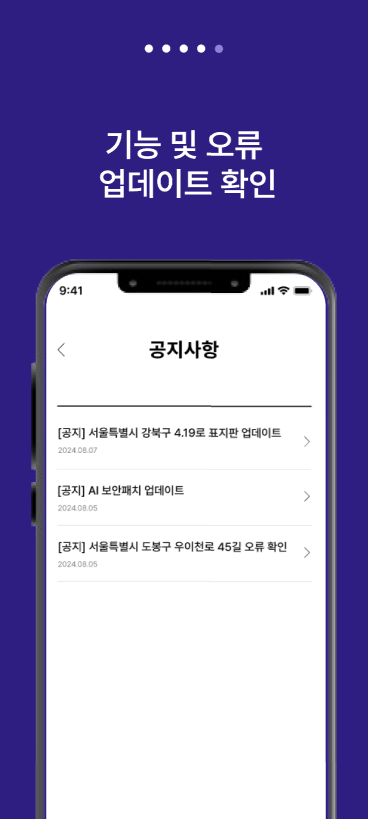 기능 및 오류
업데이트 확인
9:41
공지사항
[공지] 서울특별시 강북구 4.19로 표지판 업데이트
2024.08.07
[공지] AI 보안패치 업데이트
2024.08.05
[공지] 서울특별시 도봉구 우이천로 45길 오류 확인
2024.08.05